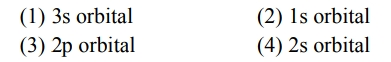 (1) 3s orbital (2) 1s orbital
(3) 2p orbital (4) 2s orbital